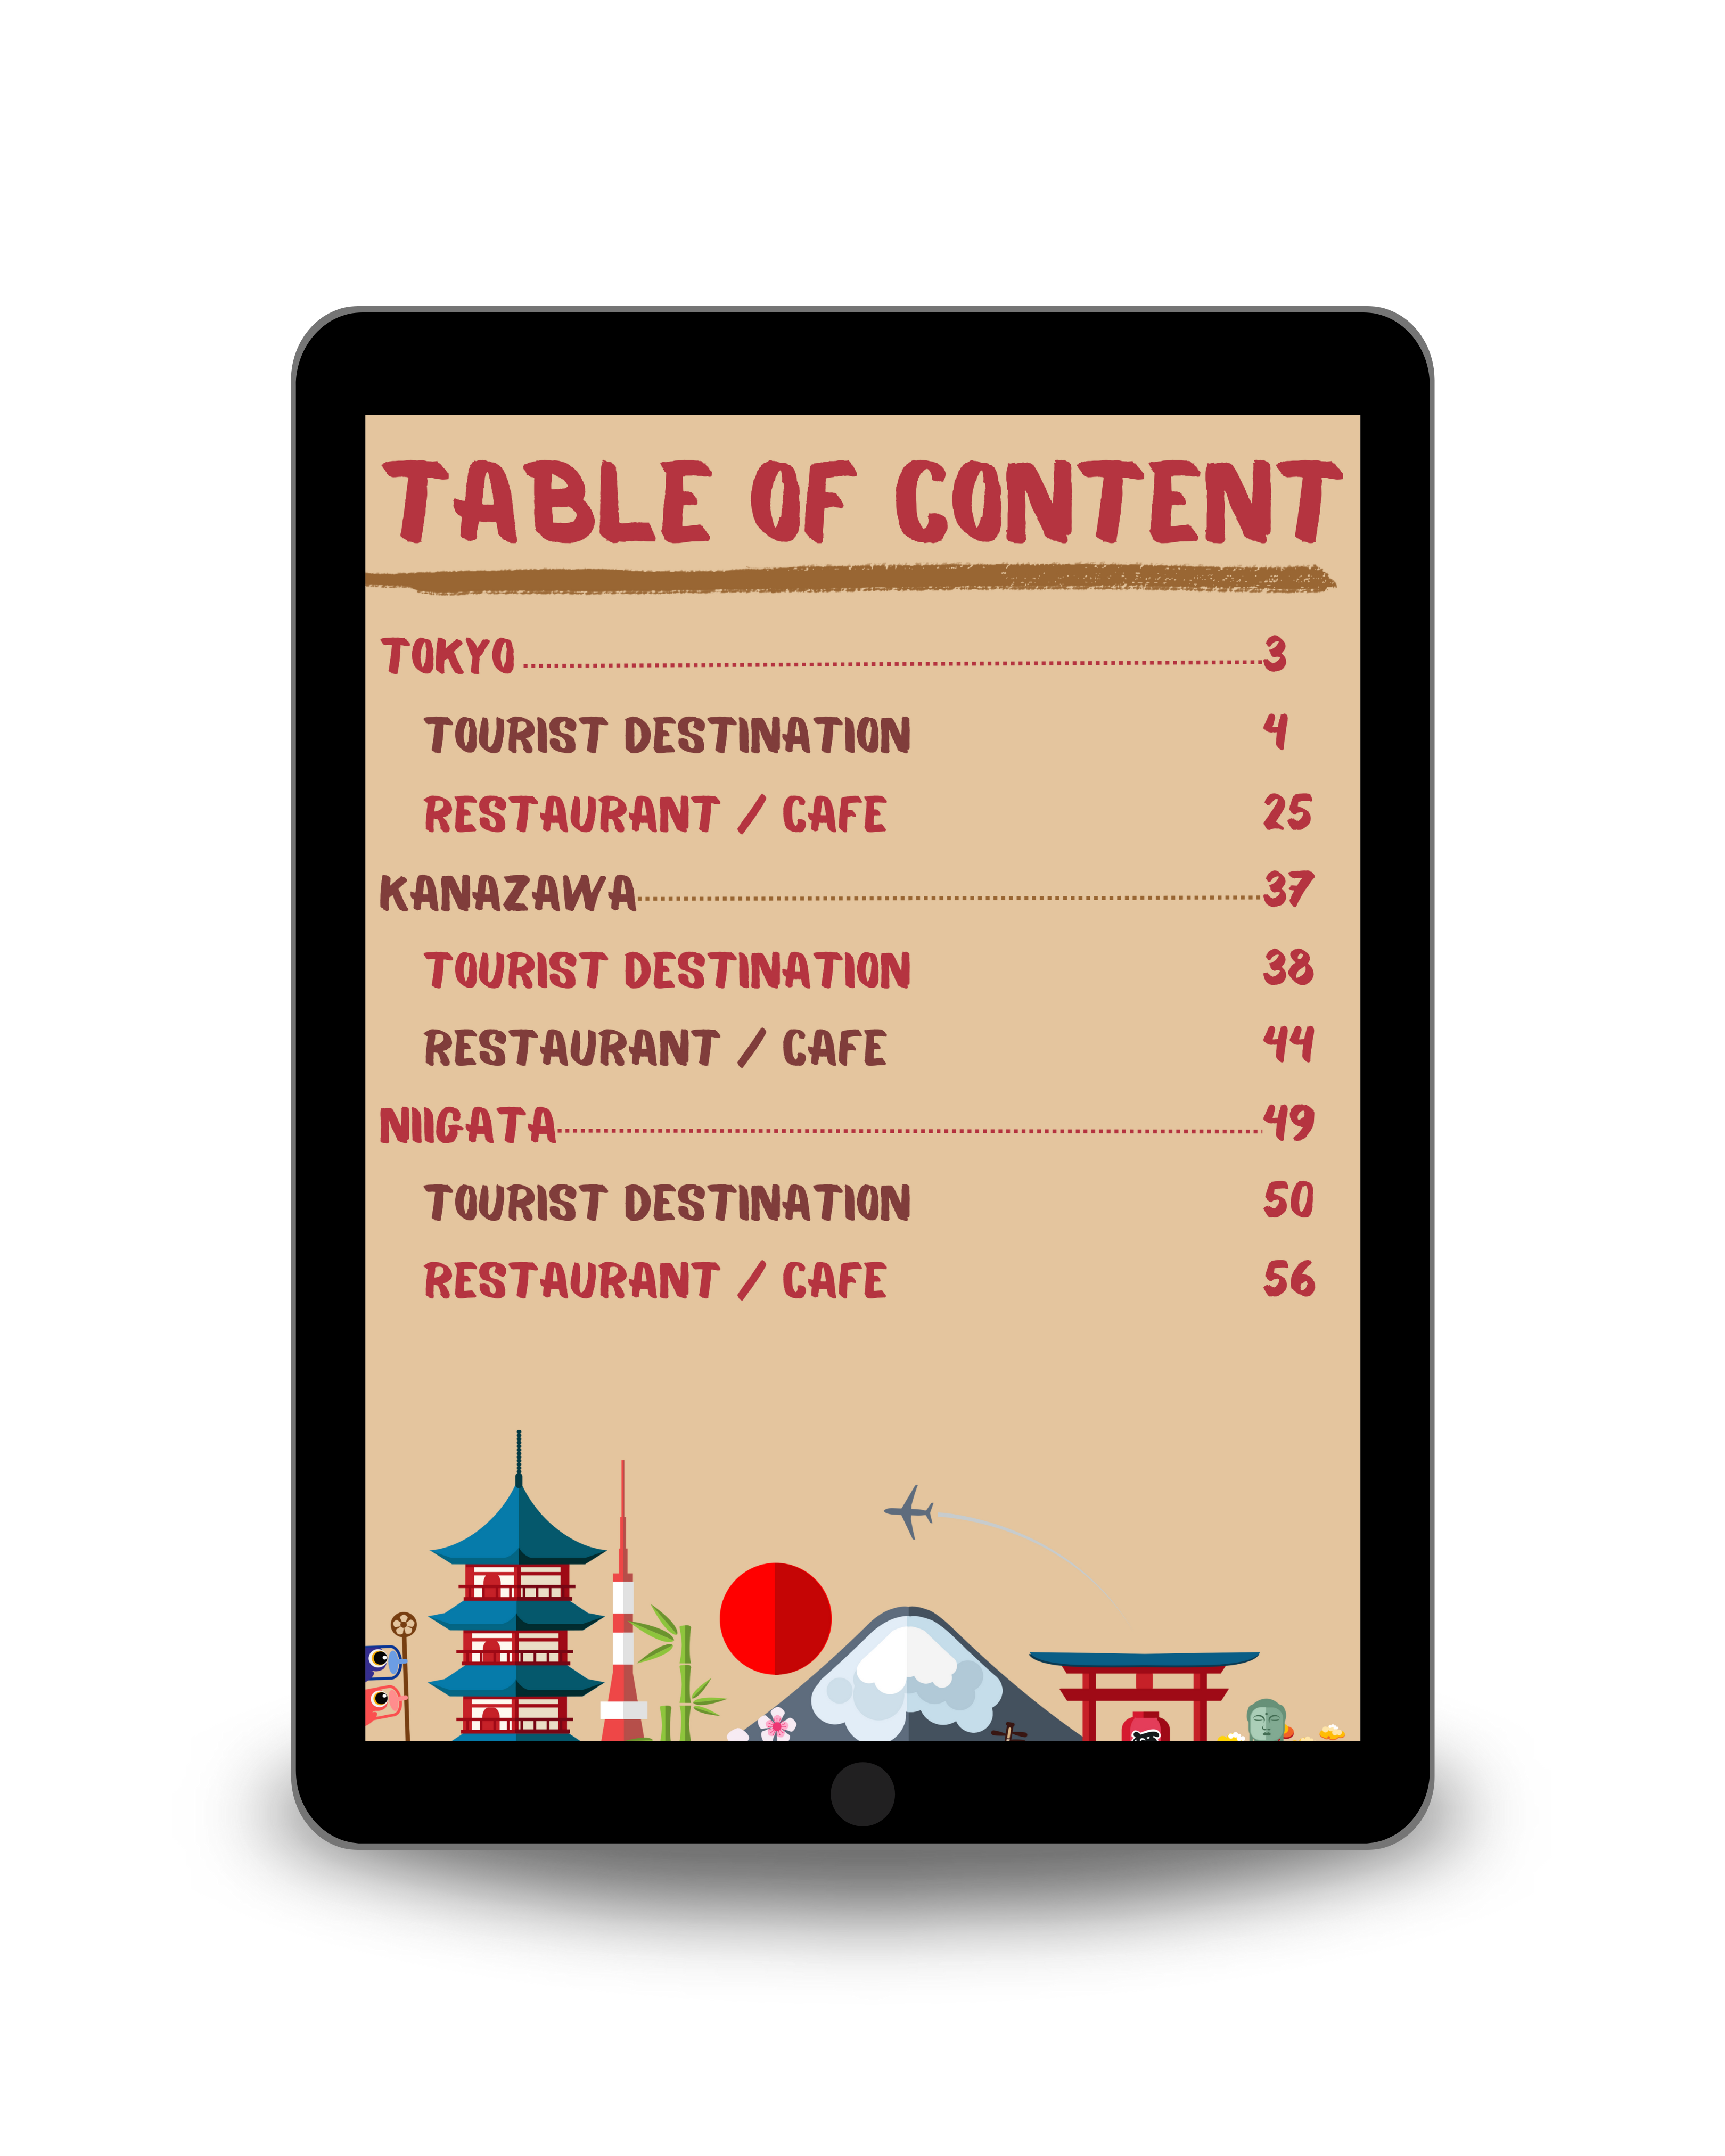 TABLE OF CONTENT
TOKYO 3
TOURIST DESTINATION 4
RESTAURANT / CAFE 25
KANAZAWA 37
TOURIST DESTINATION 38
RESTAURANT / CAFE 44
NIIGATA 49
TOURIST DESTINATION 50
RESTAURANT / CAFE 56